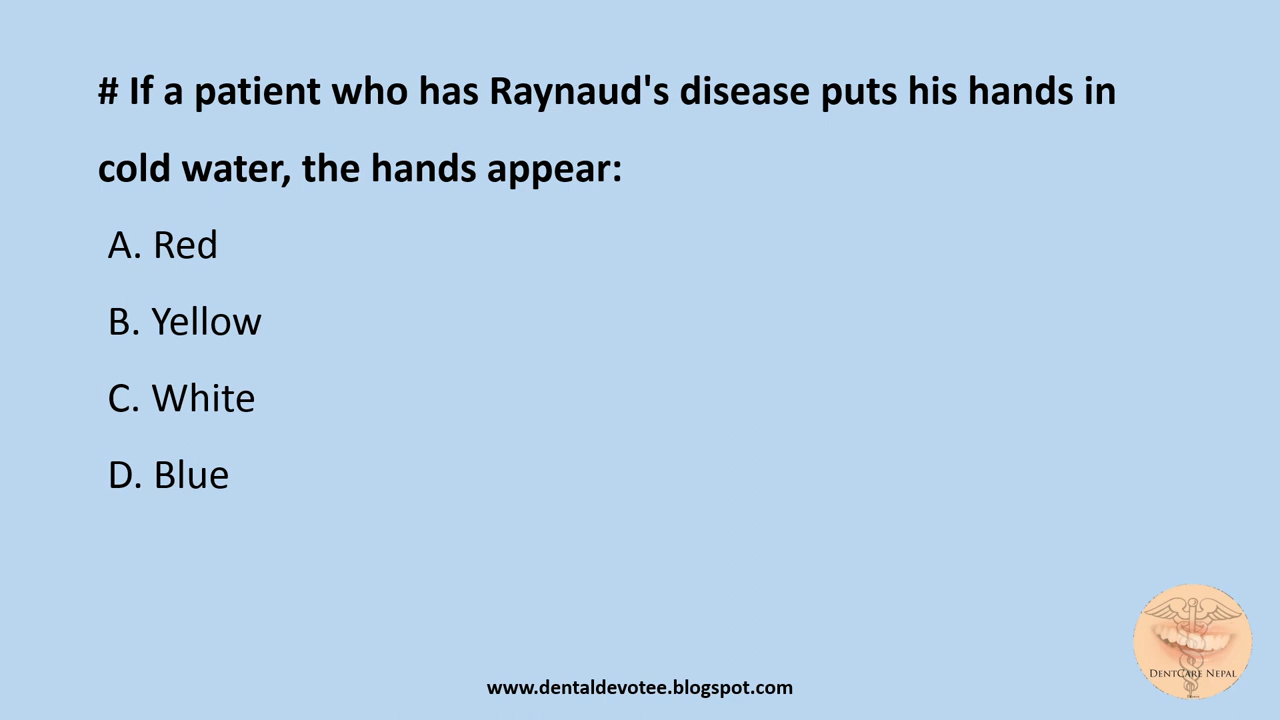 # If a patient who has Raynaud's disease puts his hands in
cold water, the hands appear:
A. Red
B. Yellow
C. White
D. Blue
DentCare Nepal
www.dentaldevotee.blogspot.com